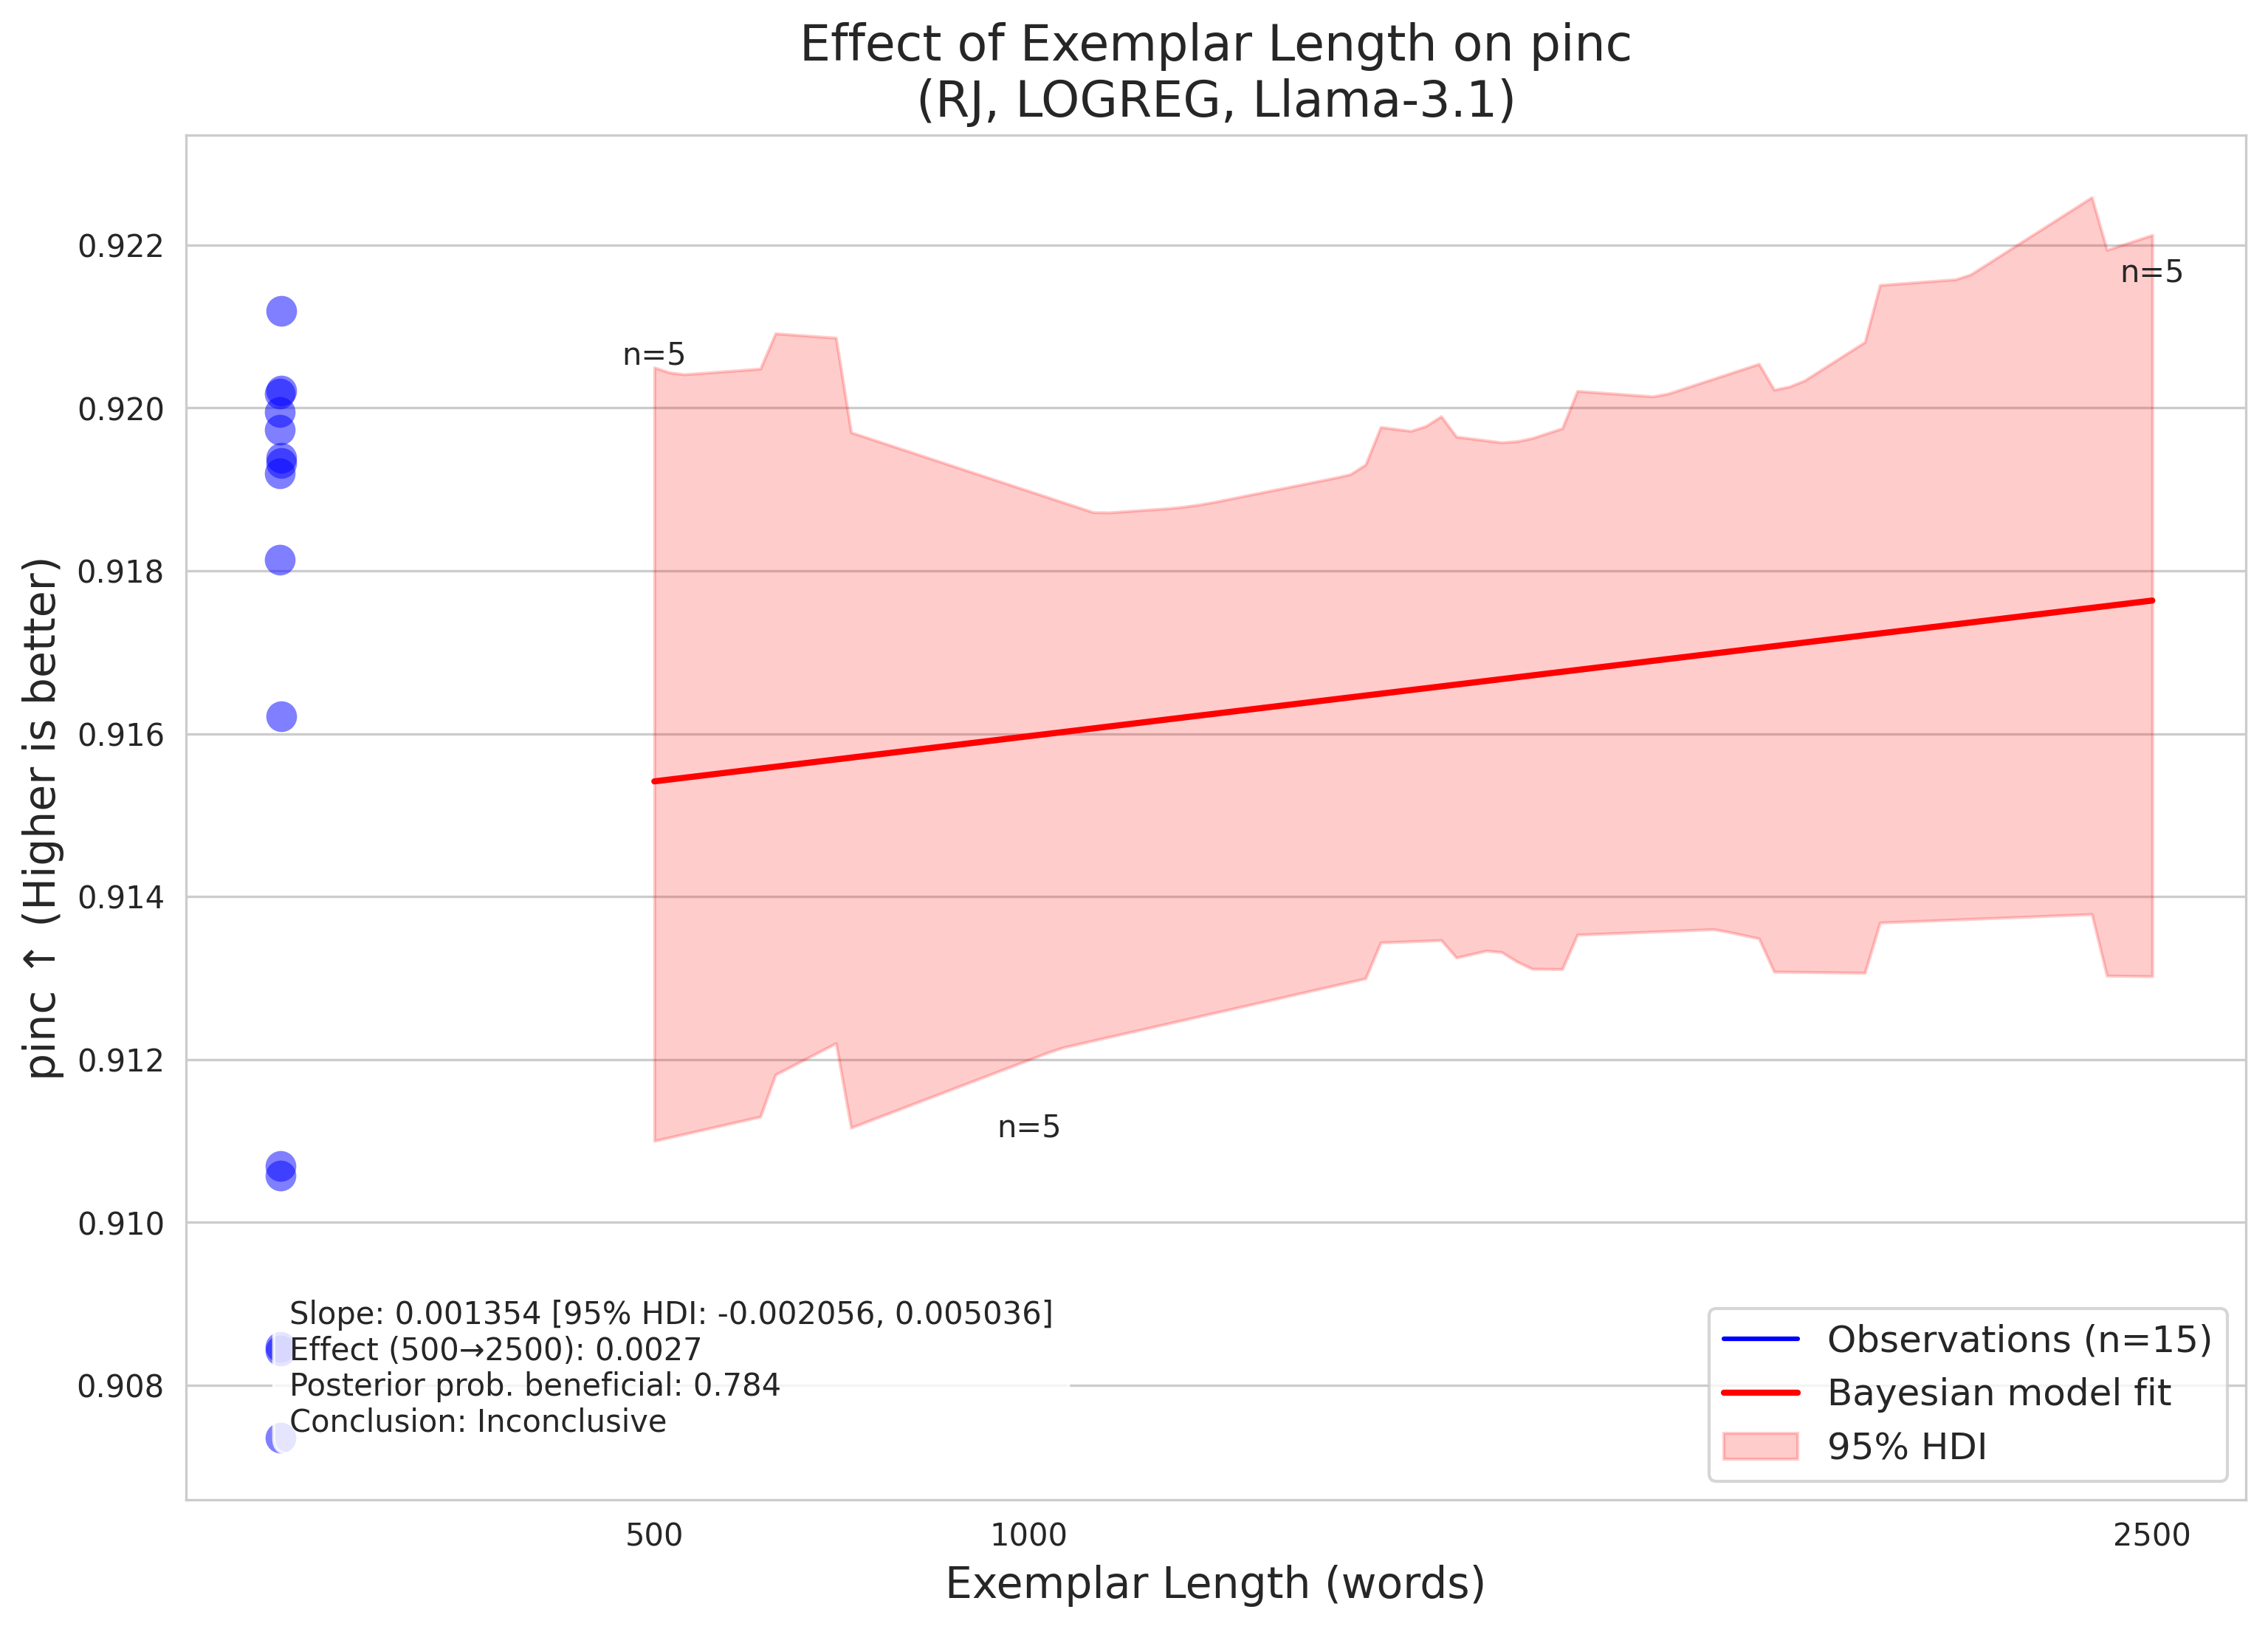 Effect of Exemplar Length on pinc
(RJ, LOGREG, Llama-3.1)
pinc ↑ (Higher is better)
0.922
0.920
0.918
0.916
0.914
0.912
0.910
0.908
n=5
n=5
n=5
Slope: 0.001354 [95% HDI: -0.002056, 0.005036]
Effect (500→2500): 0.0027
Posterior prob. beneficial: 0.784
Conclusion: Inconclusive
Observations (n=15)
Bayesian model fit
95% HDI
500
1000
2500
Exemplar Length (words)